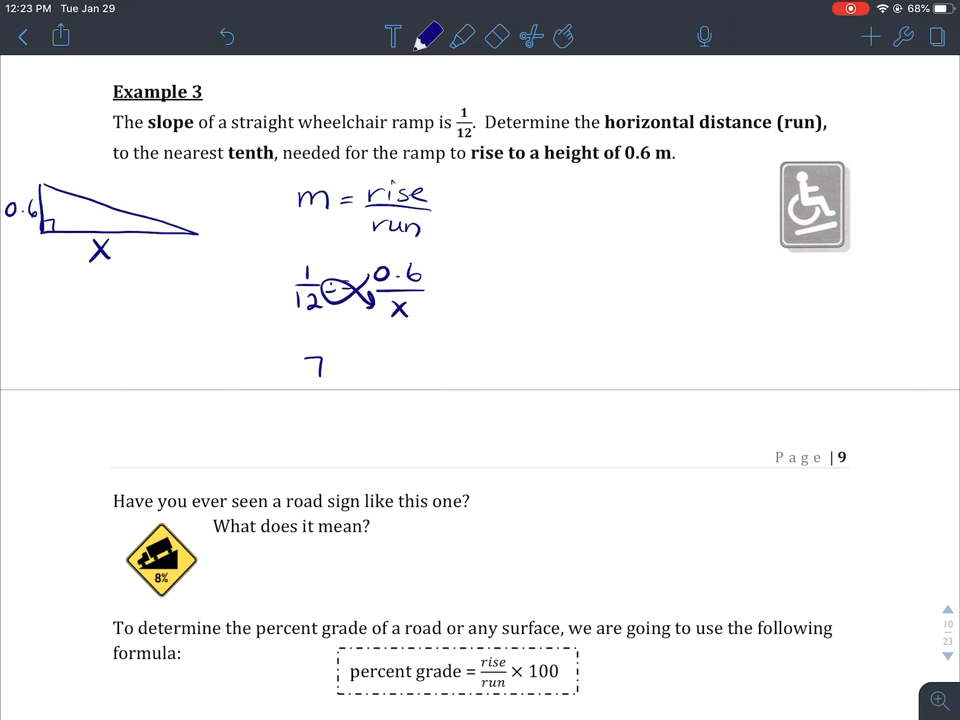 12:23 PM Tue Jan 29 68%
T
Example 3
The slope of a straight wheelchair ramp is 1/12. Determine the horizontal distance (run),
to the nearest tenth, needed for the ramp to rise to a height of 0.6 m.
0.6
x
m = rise/run
1/12 = 0.6/x
7
Page | 9
Have you ever seen a road sign like this one?
What does it mean?
8%
To determine the percent grade of a road or any surface, we are going to use the following
formula:
percent grade = rise/run × 100
10
23